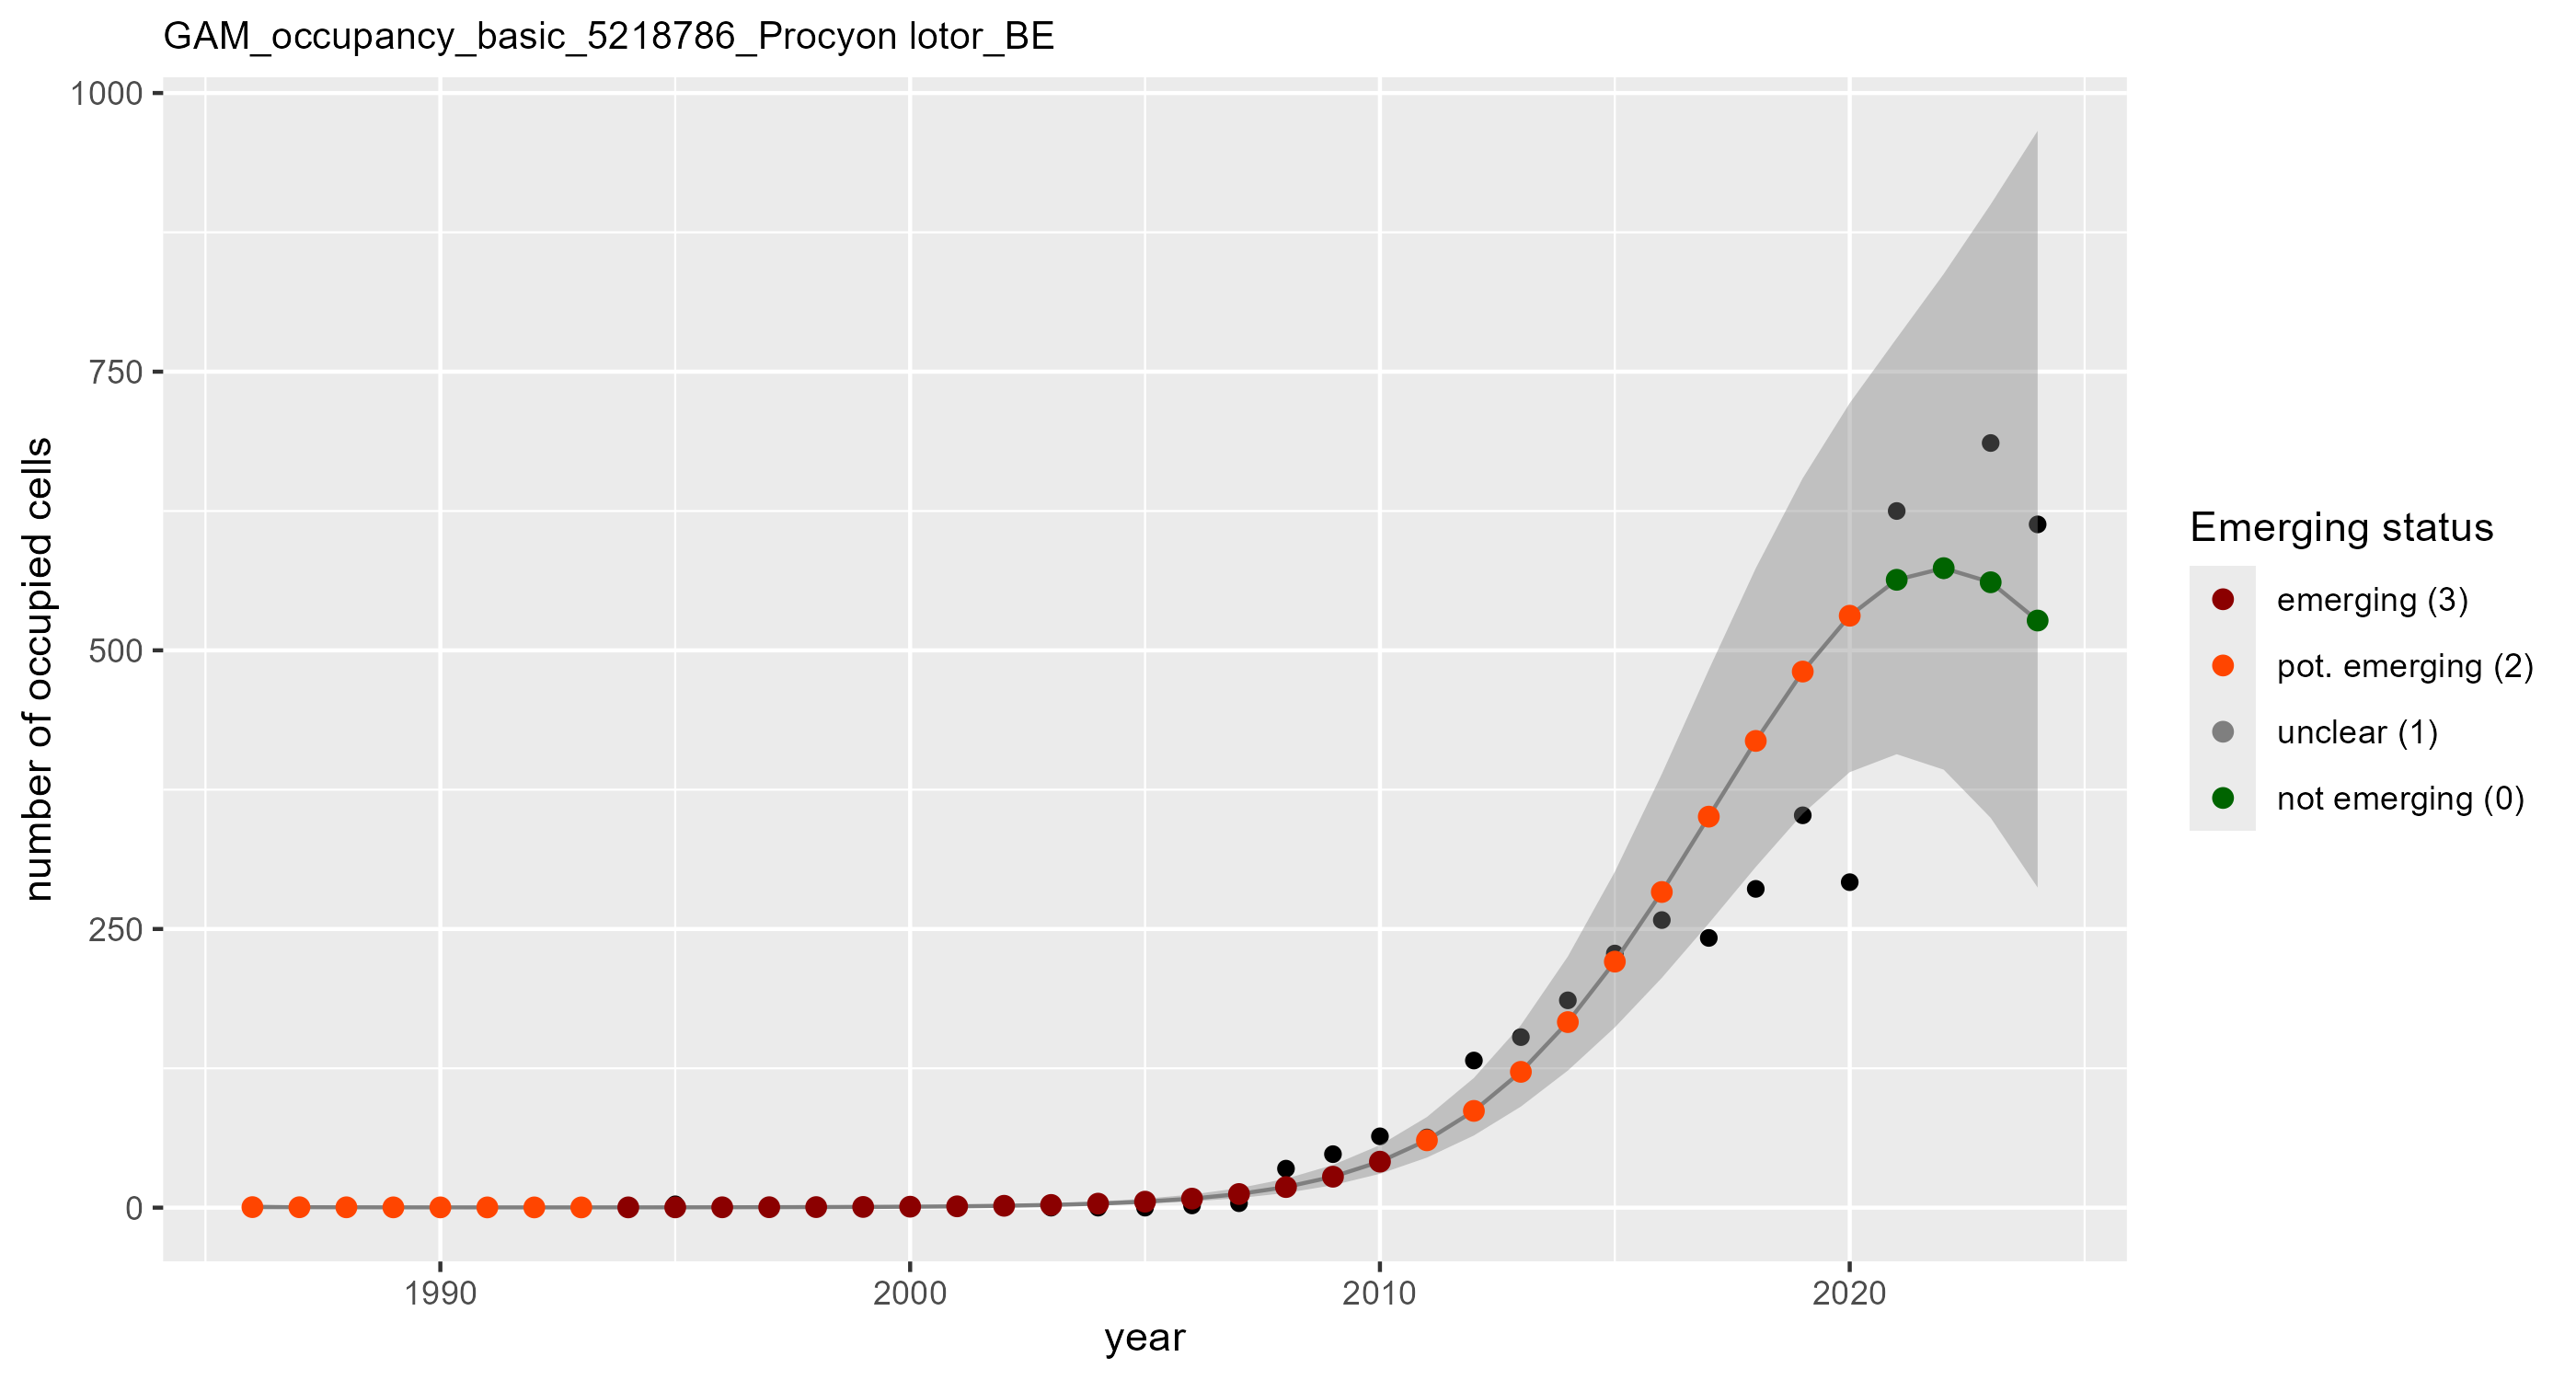 GAM_occupancy_basic_5218786_Procyon lotor_BE
1000
750
500
250
0
number of occupied cells
1990
2000
2010
2020
year
Emerging status
emerging (3)
pot. emerging (2)
unclear (1)
not emerging (0)